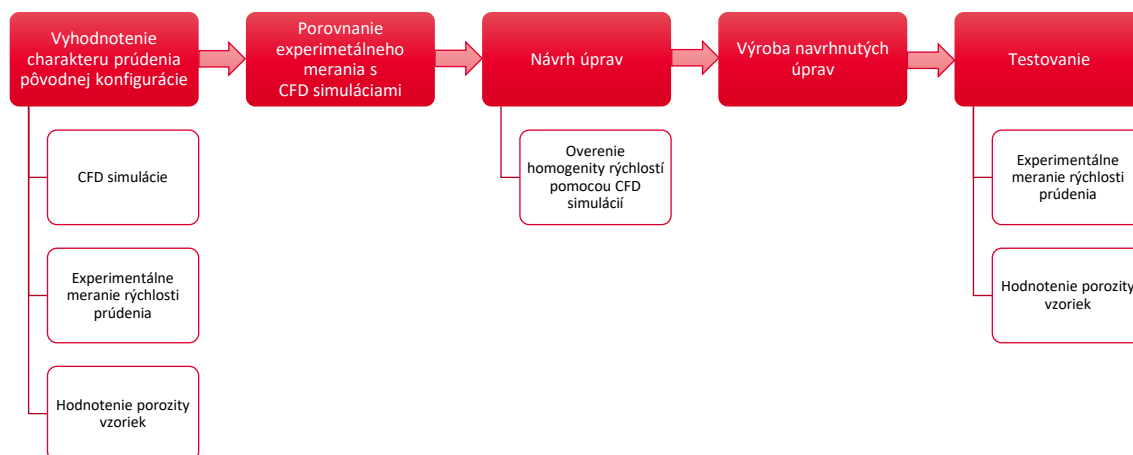 Vyhodnotenie
charakteru prúdenia
pôvodnej konfigurácie
Porovnanie
experimetálneho
merania s
CFD simuláciami
Návrh úprav
Výroba navrhnutých
úprav
Testovanie
CFD simulácie
Experimentálne
meranie rýchlosti
prúdenia
Hodnotenie porozity
vzoriek
Overenie
homogenity rýchlostí
pomocou CFD
simulácií
Experimentálne
meranie rýchlosti
prúdenia
Hodnotenie porozity
vzoriek